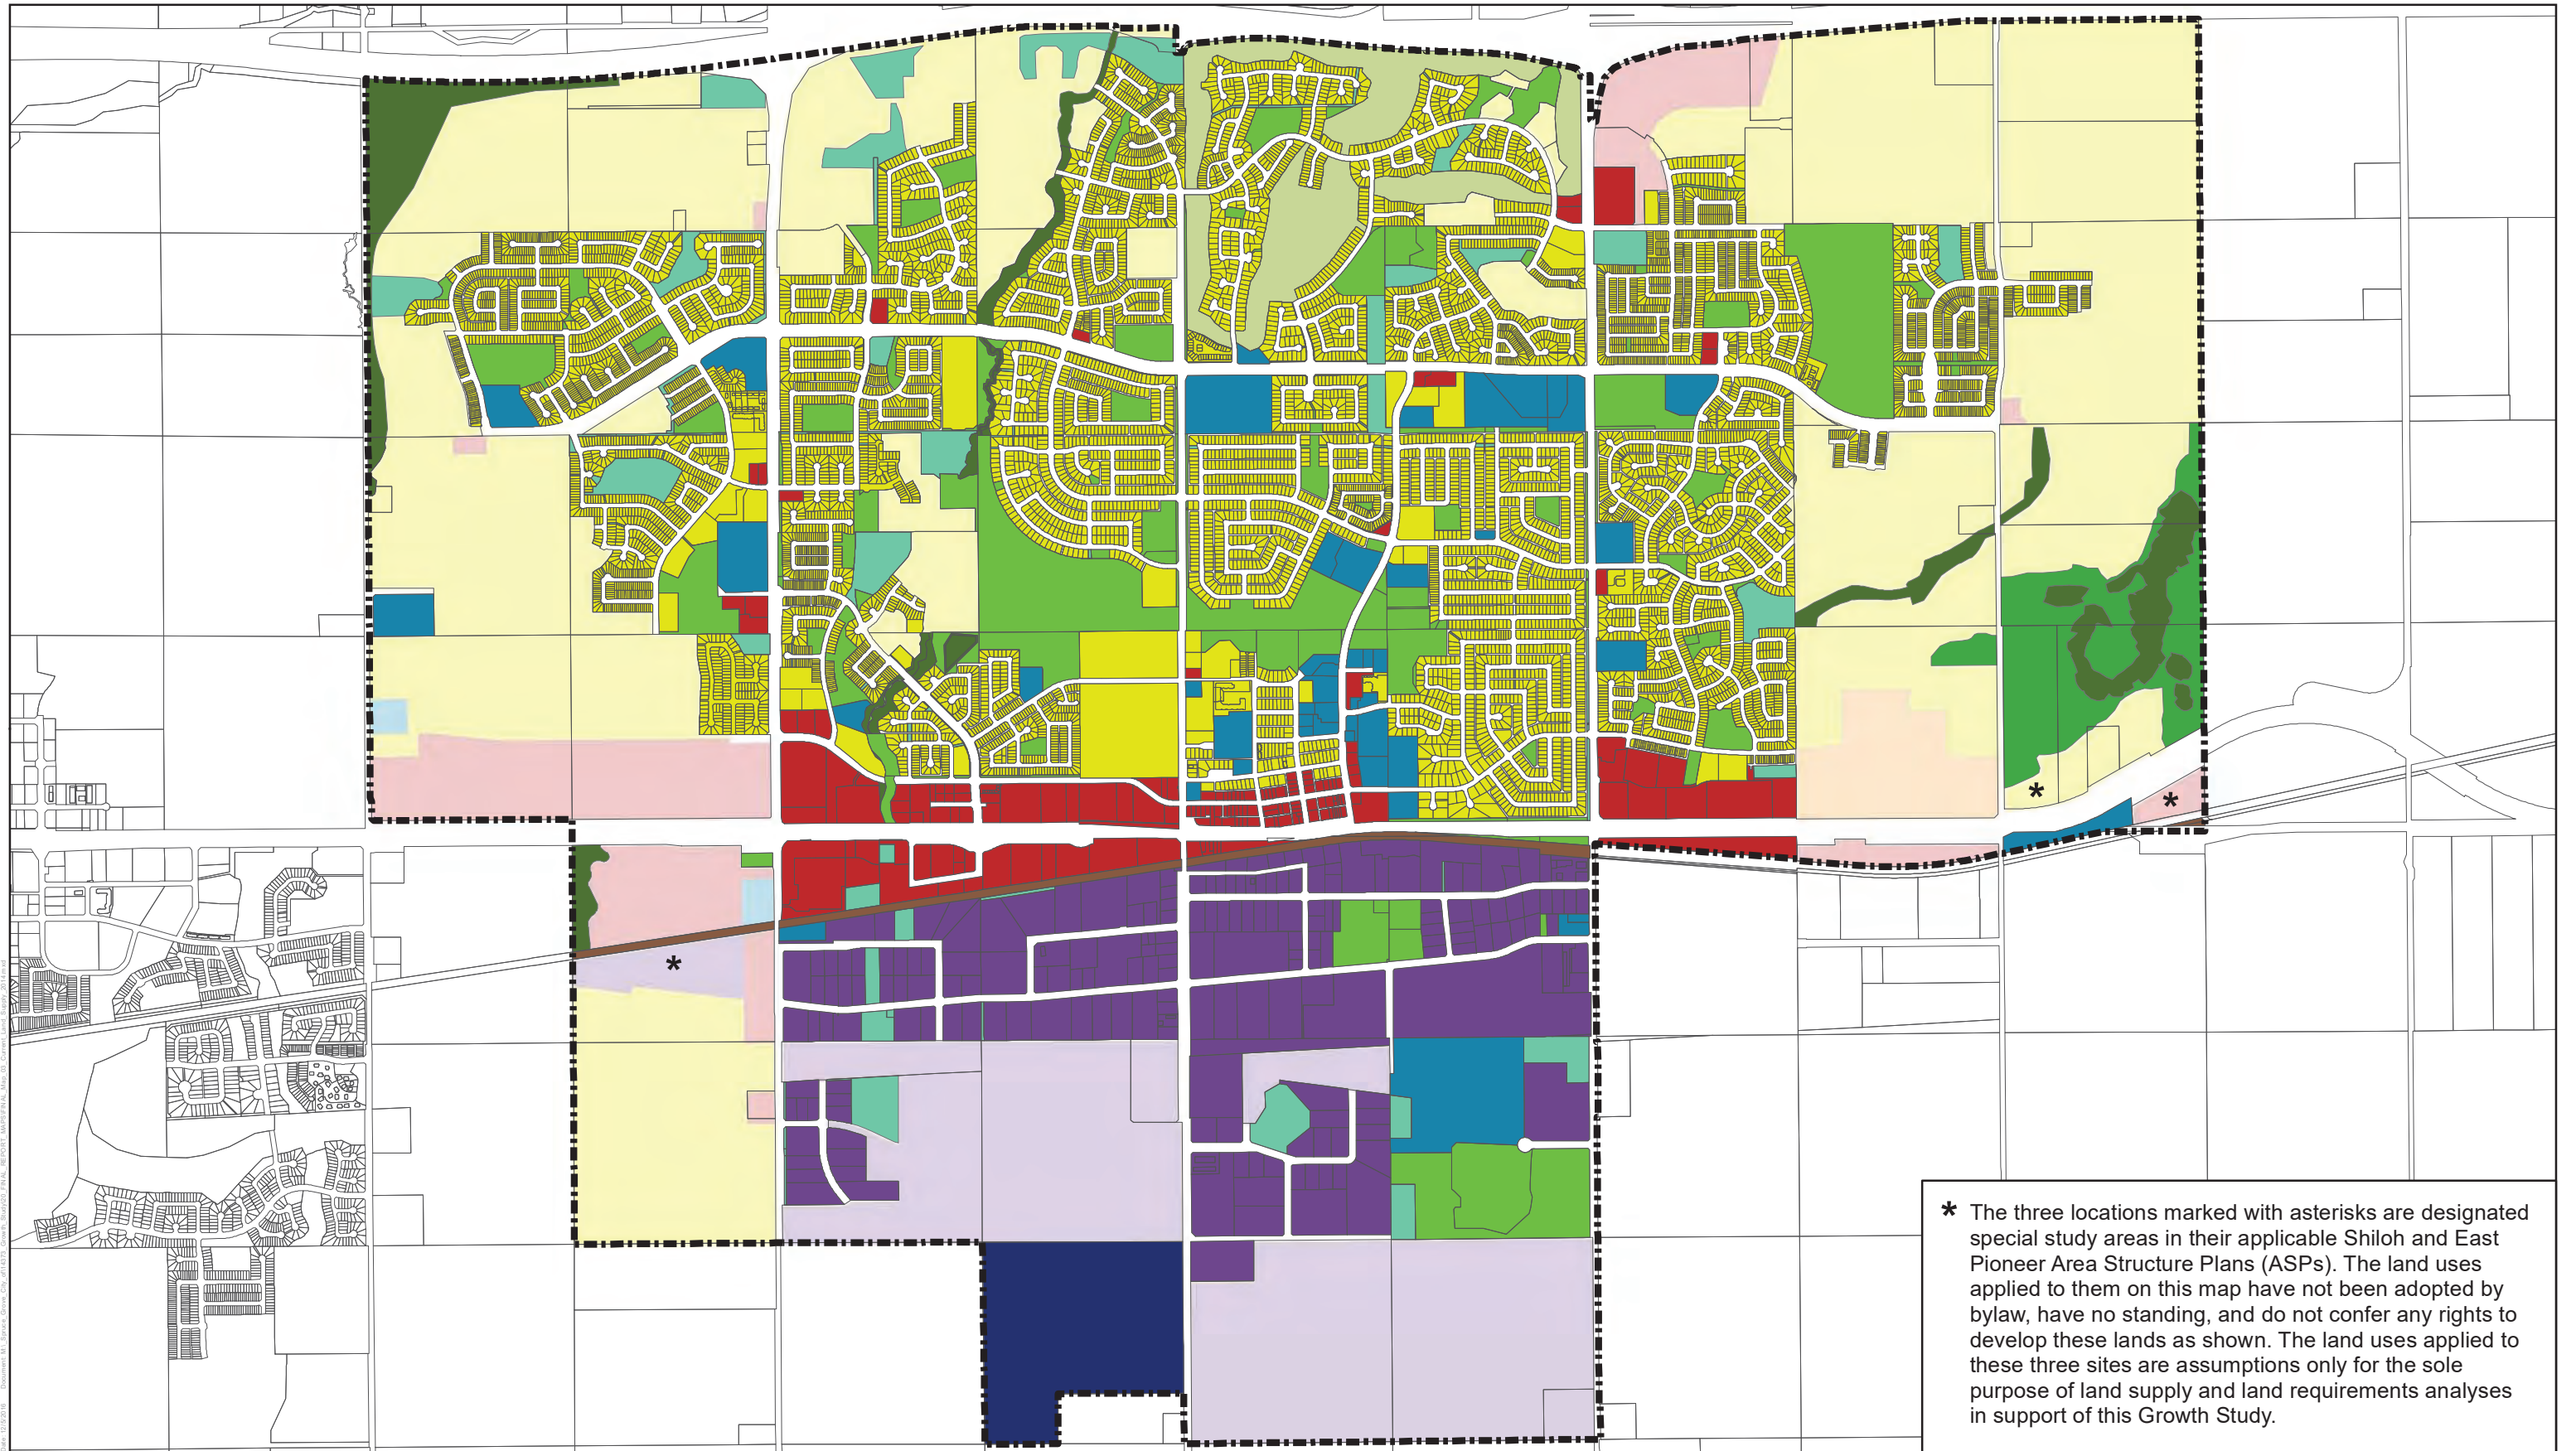 *
*
*
* The three locations marked with asterisks are designated
special study areas in their applicable Shiloh and East
Pioneer Area Structure Plans (ASPs). The land uses
applied to them on this map have not been adopted by
bylaw, have no standing, and do not confer any rights to
develop these lands as shown. The land uses applied to
these three sites are assumptions only for the sole
purpose of land supply and land requirements analyses
in support of this Growth Study.